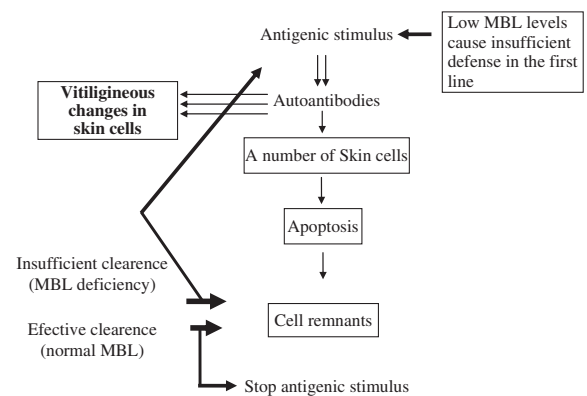 Antigenic stimulus
Low MBL levels
cause insufficient
defense in the first
line
Vitiligineous
changes in
skin cells
Autoantibodies
A number of Skin cells
Apoptosis
Insufficient clearence
(MBL deficiency)
Cell remnants
Efective clearence
(normal MBL)
Stop antigenic stimulus